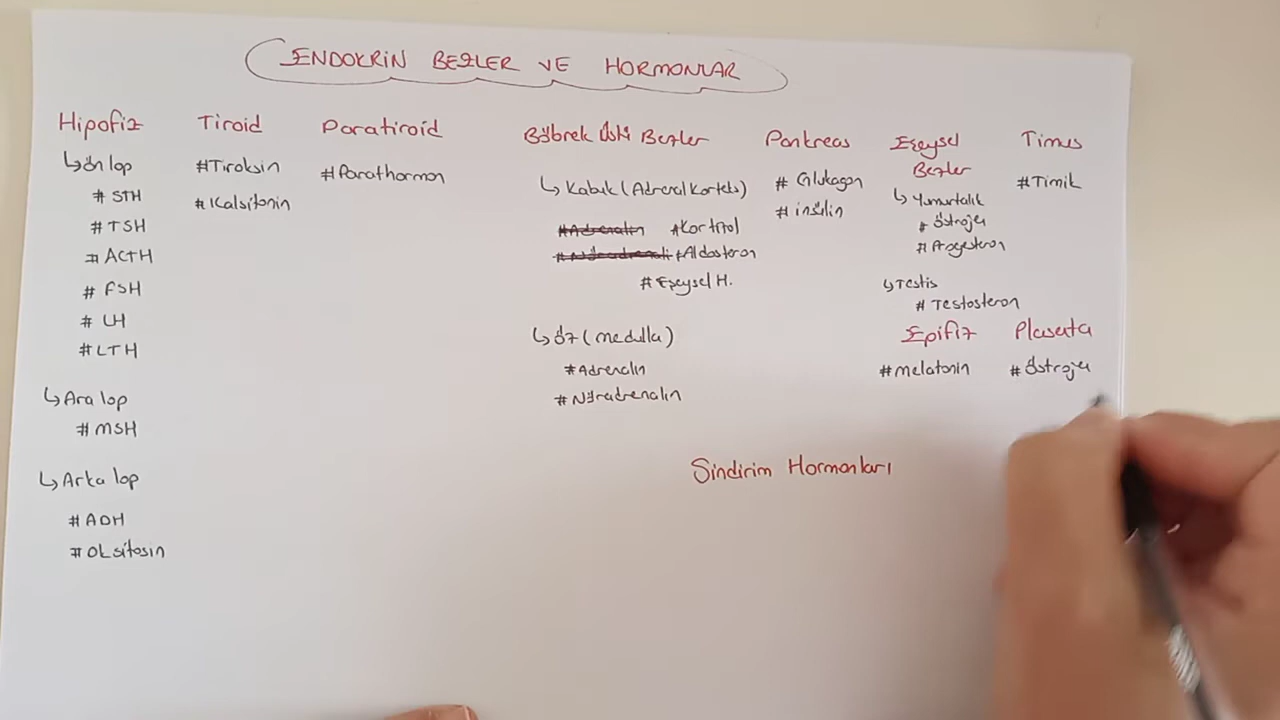 ENDOKRİN BEZLER VE HORMONLAR
Hipofiz
↳ Ön lop
# STH
# TSH
# ACTH
# FSH
# LH
# LTH
↳ Ara lop
# MSH
↳ Arka lop
# ADH
# Oksitosin
Tiroid
# Tiroksin
# Kalsitonin
Paratiroid
# Parathormon
Böbrek Üstü Bezler
↳ Kabuk (Adrenal Korteks)
# Adrenalin # Kortizol
# Aldosteron
# Eşeysel H.
↳ Öz (medulla)
# Adrenalin
# Nöradrenalin
Pankreas
# Glukagon
# insülin
Eşeysel
Bezler
↳ Yumurtalık
# Östrojen
# Progesteron
↳ Testis
# Testosteron
Timus
# Timik
Epifiz
# melatonin
Plasenta
# Östrojen
Sindirim Hormonları